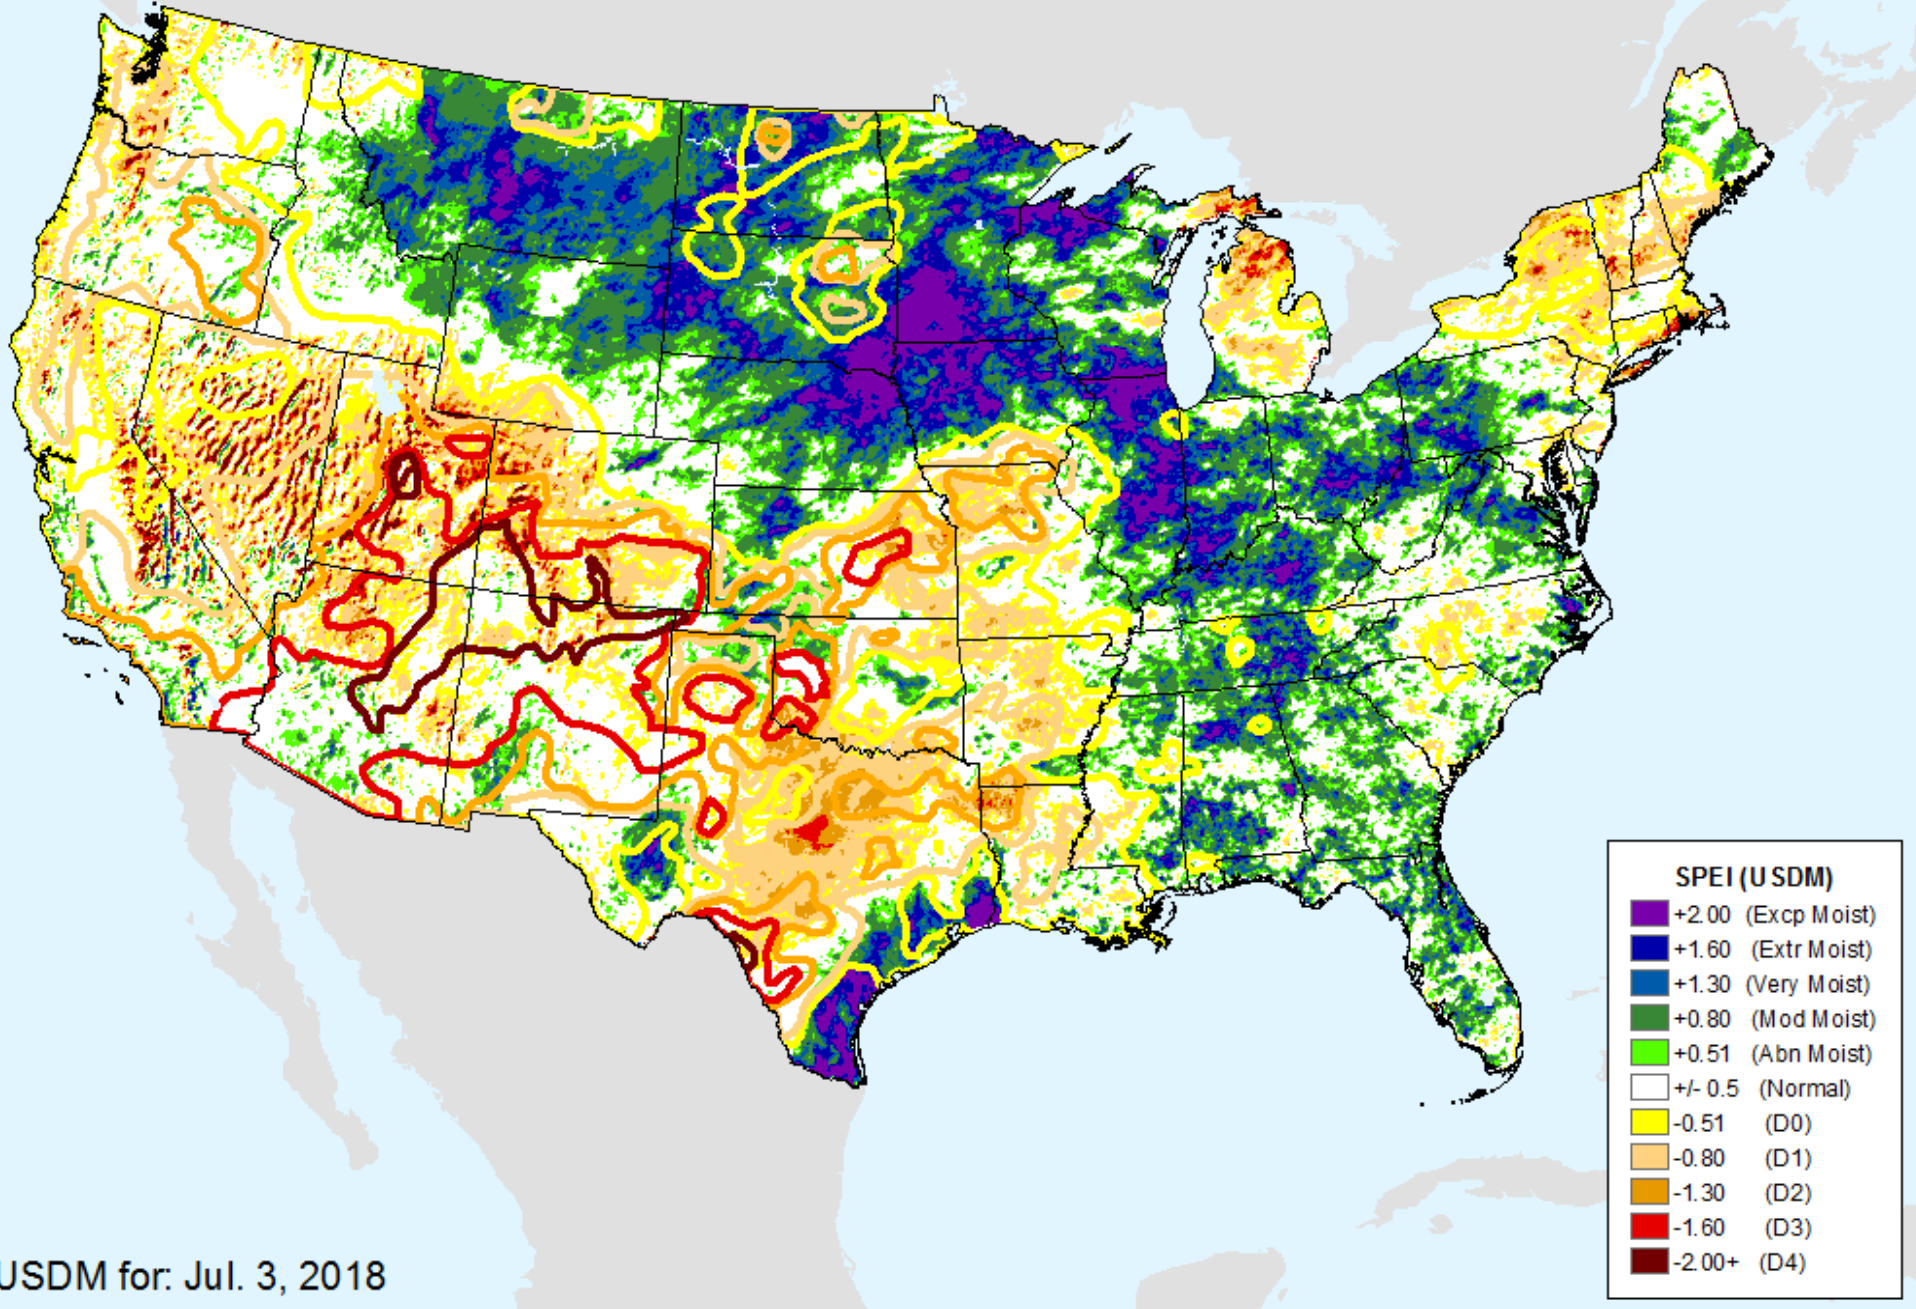 SPEI (USDM)
+2.00 (Excp Moist)
+1.60 (Extr Moist)
+1.30 (Very Moist)
+0.80 (Mod Moist)
+0.51 (Abn Moist)
+/- 0.5 (Normal)
-0.51 (D0)
-0.80 (D1)
-1.30 (D2)
-1.60 (D3)
-2.00+ (D4)
USDM for: Jul. 3, 2018